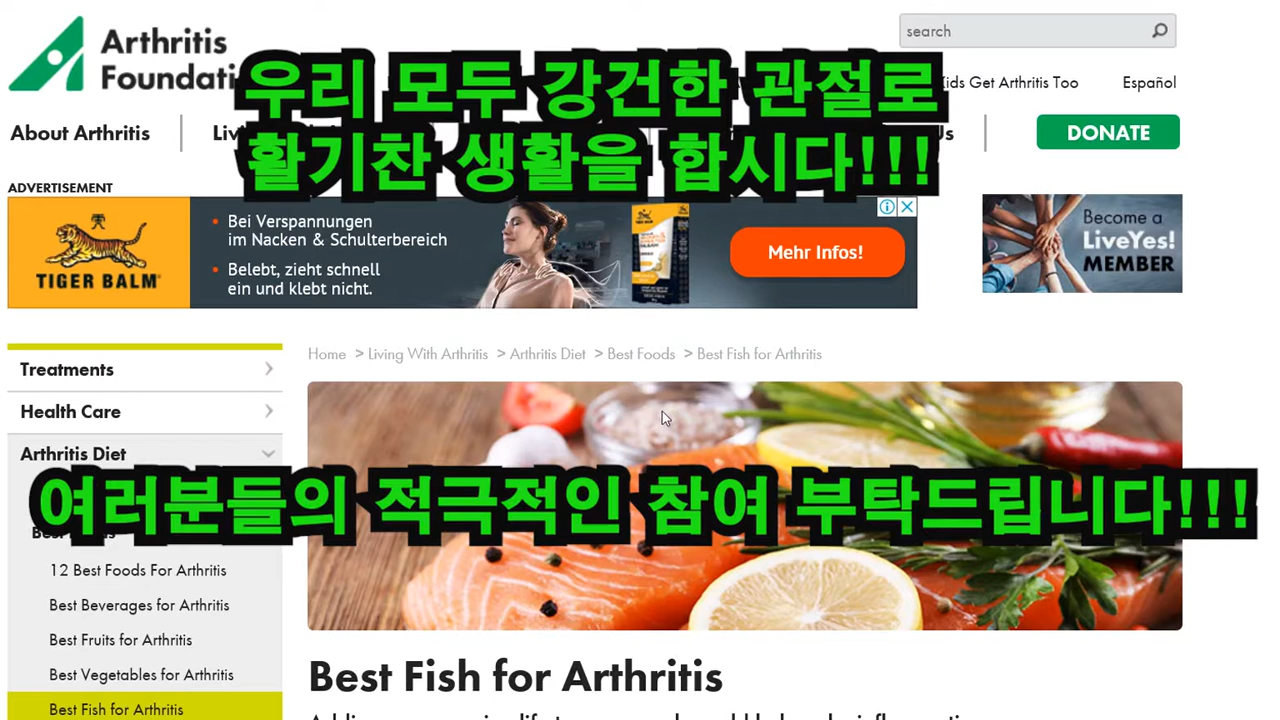 Arthritis
Foundati
search
우리 모두 강건한 관절로
Kids Get Arthritis Too
Español
About Arthritis
활기찬 생활을 합시다!!!
DONATE
ADVERTISEMENT
TIGER BALM
• Bei Verspannungen
im Nacken & Schulterbereich
• Belebt, zieht schnell
ein und klebt nicht.
Mehr Infos!
Become a
LiveYes!
MEMBER
Home > Living With Arthritis > Arthritis Diet > Best Foods > Best Fish for Arthritis
Treatments
Health Care
Arthritis Diet
여러분들의 적극적인 참여 부탁드립니다!!!
12 Best Foods For Arthritis
Best Beverages for Arthritis
Best Fruits for Arthritis
Best Vegetables for Arthritis
Best Fish for Arthritis
Best Fish for Arthritis